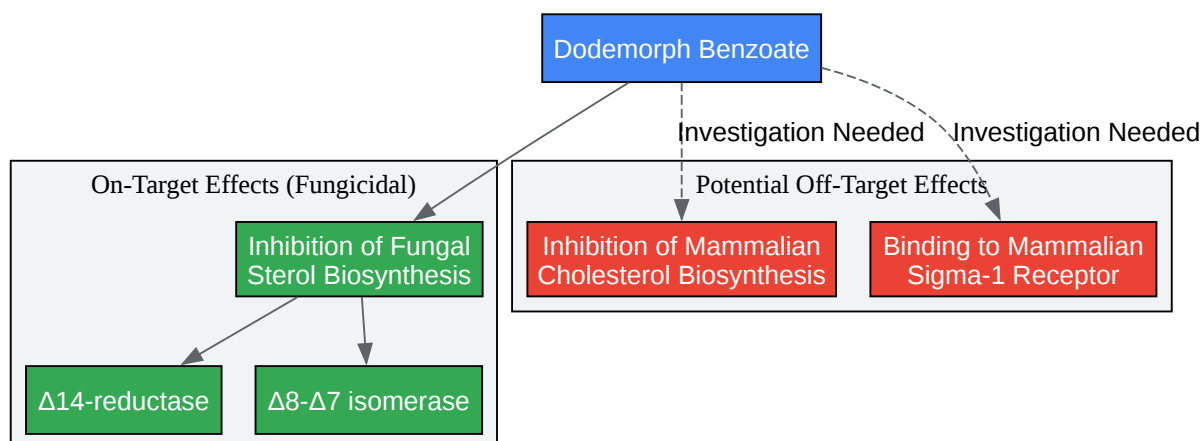 Dodemorph Benzoate
Investigation Needed
Investigation Needed
On-Target Effects (Fungicidal)
Potential Off-Target Effects
Inhibition of Fungal
Sterol Biosynthesis
Inhibition of Mammalian
Cholesterol Biosynthesis
Binding to Mammalian
Sigma-1 Receptor
Δ14-reductase
Δ8-Δ7 isomerase